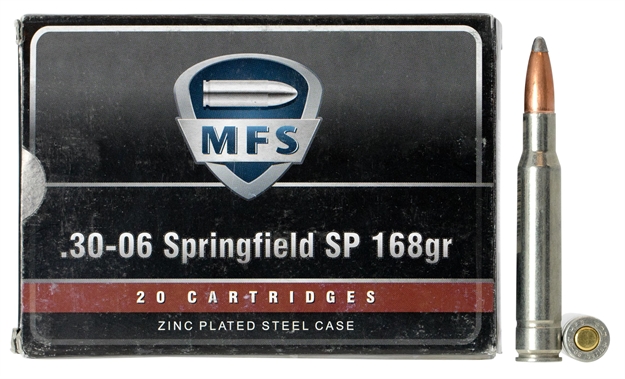 MFS
.30-06 Springfield SP 168gr
20 CARTRIDGES
ZINC PLATED STEEL CASE